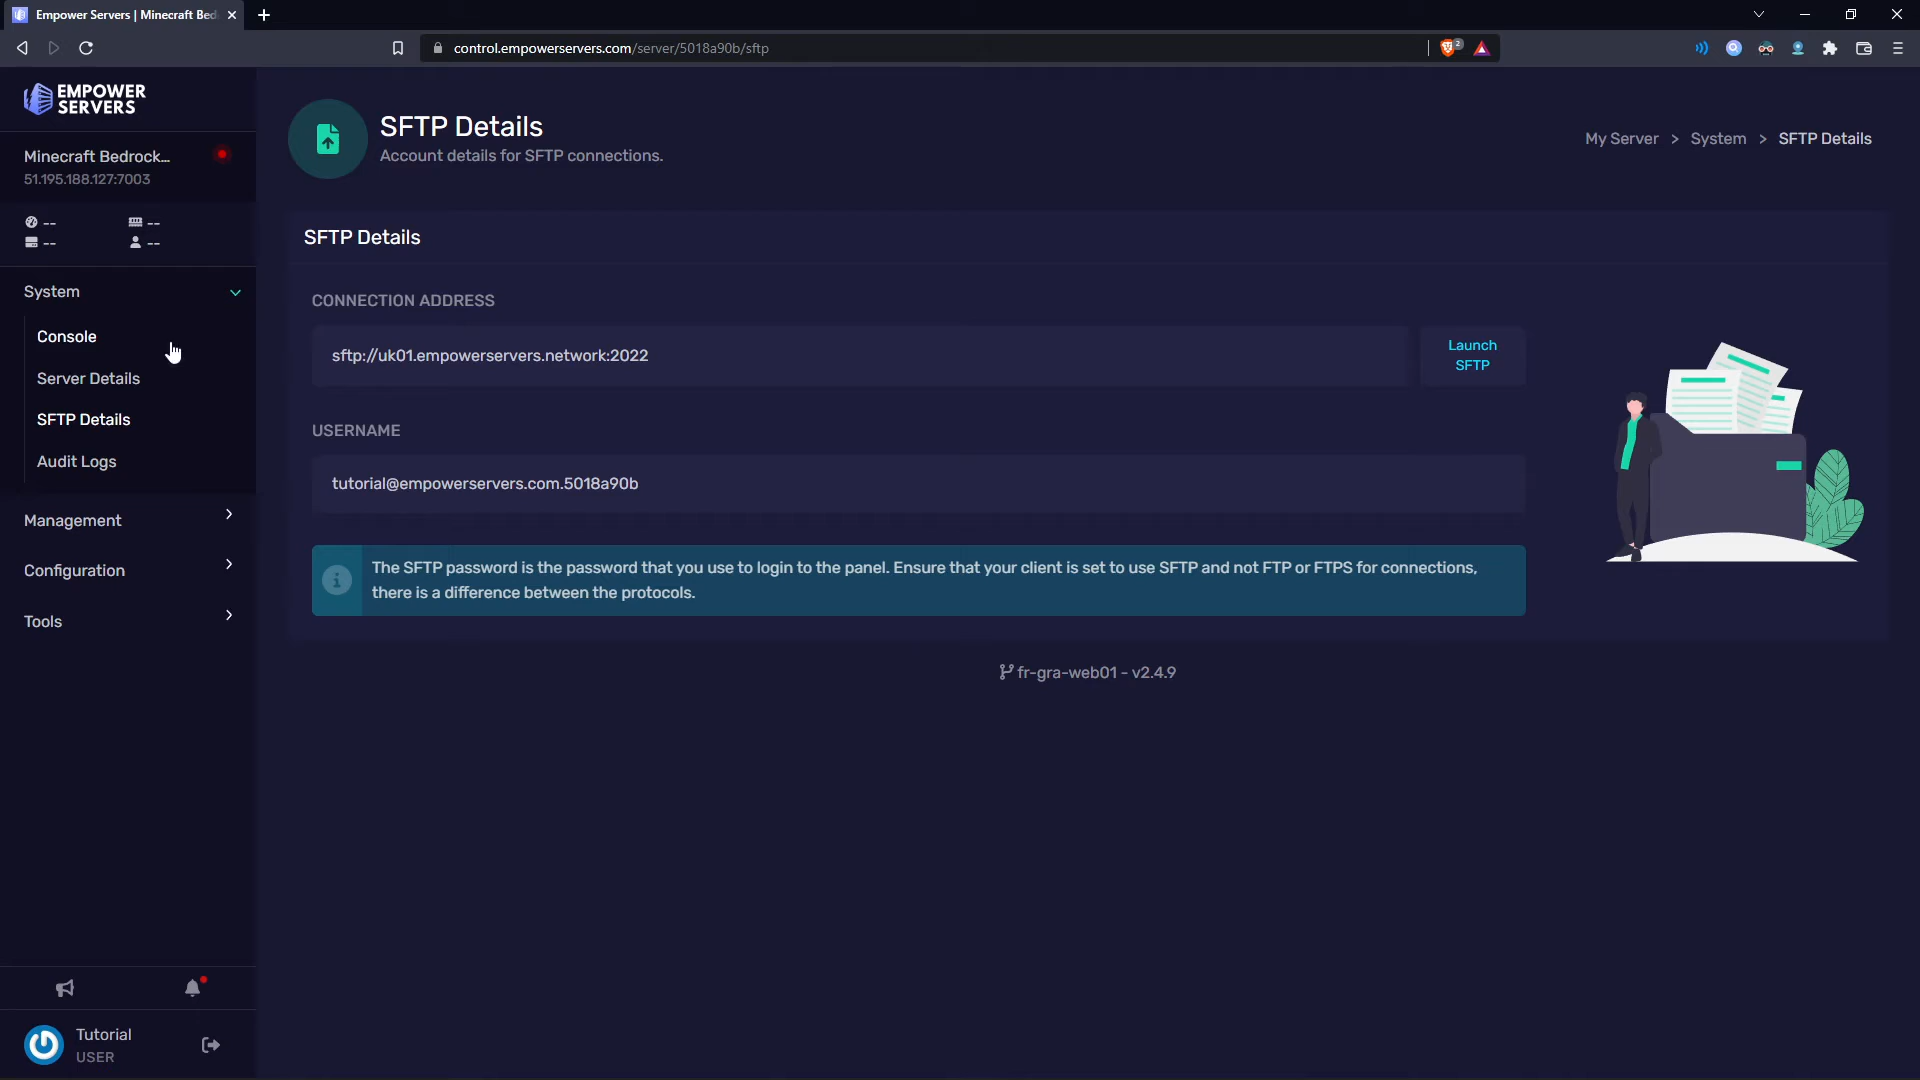 Empower Servers | Minecraft Bed
control.empowerservers.com/server/5018a90b/sftp
2
EMPOWER
SERVERS
Minecraft Bedrock...
51.195.188.127:7003
--
--
--
--
System
Console
Server Details
SFTP Details
Audit Logs
Management
Configuration
Tools
Tutorial
USER
SFTP Details
Account details for SFTP connections.
My Server > System > SFTP Details
SFTP Details
CONNECTION ADDRESS
sftp://uk01.empowerservers.network:2022
Launch
SFTP
USERNAME
tutorial@empowerservers.com.5018a90b
The SFTP password is the password that you use to login to the panel. Ensure that your client is set to use SFTP and not FTP or FTPS for connections,
there is a difference between the protocols.
fr-gra-web01 - v2.4.9